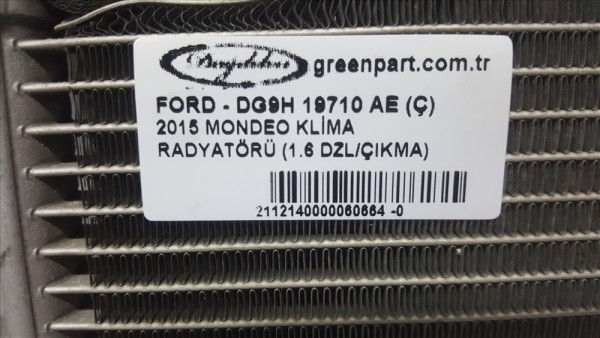 greenpart.com.tr
FORD - DG9H 19710 AE (Ç)
2015 MONDEO KLİMA
RADYATÖRÜ (1.6 DZL/ÇIKMA)
2112140000060664 -0